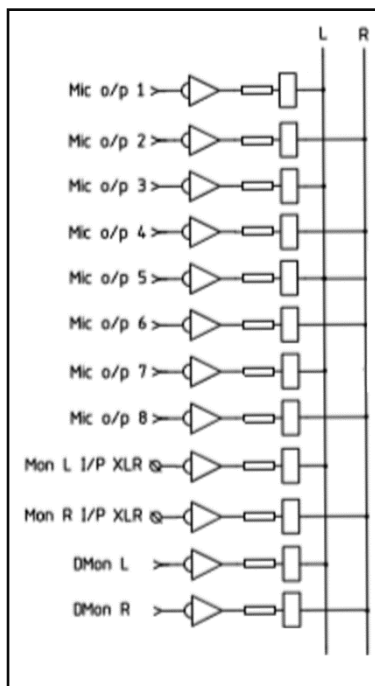 L R
Mic o/p 1
Mic o/p 2
Mic o/p 3
Mic o/p 4
Mic o/p 5
Mic o/p 6
Mic o/p 7
Mic o/p 8
Mon L I/P XLR
Mon R I/P XLR
DMon L
DMon R